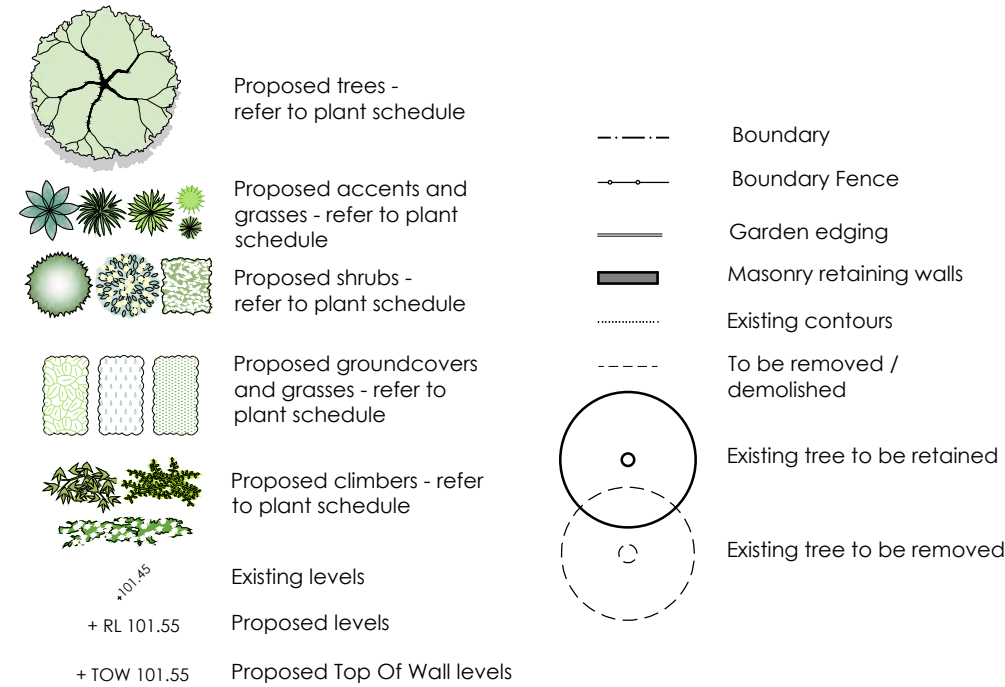 Proposed trees -
refer to plant schedule
Proposed accents and
grasses - refer to plant
schedule
Proposed shrubs -
refer to plant schedule
Proposed groundcovers
and grasses - refer to
plant schedule
Proposed climbers - refer
to plant schedule
+101.45
Existing levels
+ RL 101.55
Proposed levels
+ TOW 101.55
Proposed Top Of Wall levels
Boundary
Boundary Fence
Garden edging
Masonry retaining walls
Existing contours
To be removed /
demolished
Existing tree to be retained
Existing tree to be removed